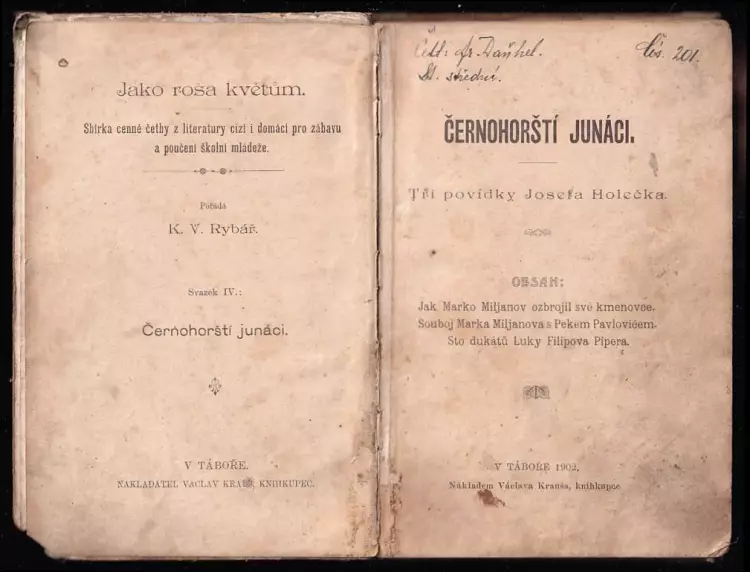 Jako rosa květům.
Sbírka cenné četby z literatury cizí i domácí pro zábavu
a poučení školní mládeže.
Pořádá
K. V. Rybář.
Svazek IV.:
Černohorští junáci.
V TÁBOŘE.
NAKLADATEL VÁCLAV KRAUS, KNIHKUPEC.
Čís. 201.
střední.
ČERNOHORŠTÍ JUNÁCI.
Tři povídky Josefa Holečka.
OBSAH:
Jak Marko Miljanov ozbrojil své kmenovce.
Souboj Marka Miljanova s Pekem Pavlovićem.
Sto dukátů Luky Filipova Pipera.
V TÁBOŘE 1902.
Nákladem Václava KrauSa, knihkupce